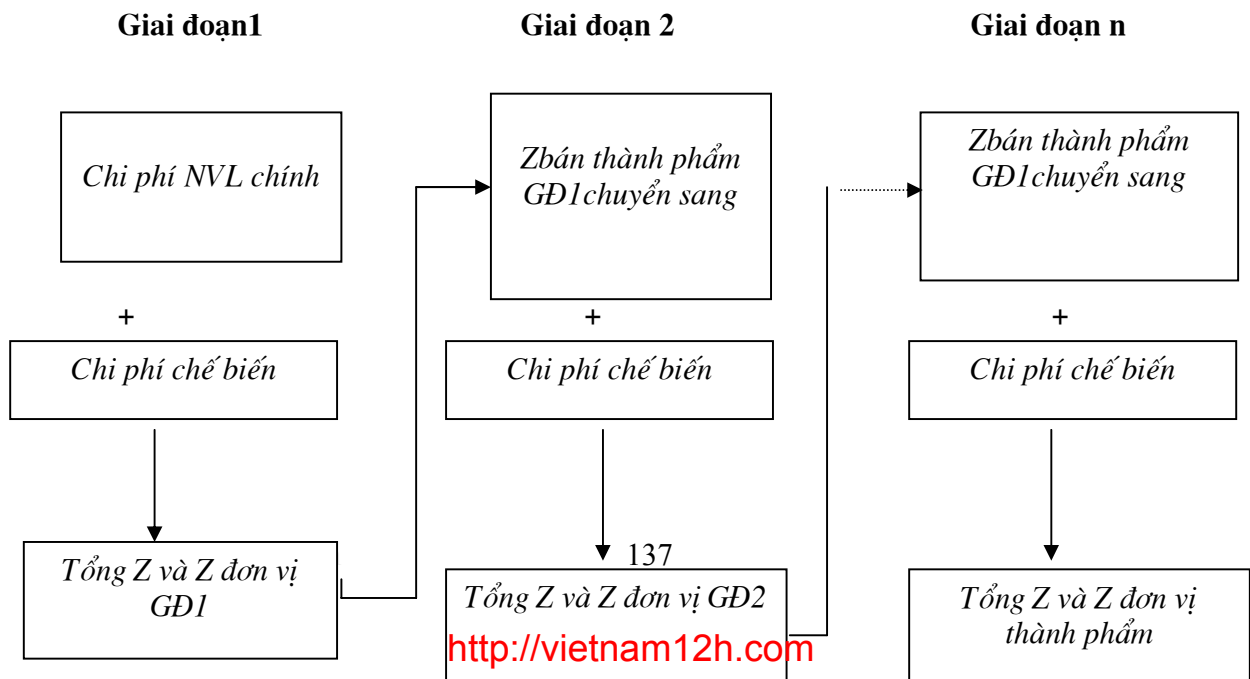 Giai đoạn1
Giai đoạn 2
Giai đoạn n
Chi phí NVL chính
Zbán thành phẩm
GĐ1chuyển sang
Zbán thành phẩm
GĐ1chuyển sang
+
+
+
Chi phí chế biến
Chi phí chế biến
Chi phí chế biến
137
Tổng Z và Z đơn vị
GĐ1
Tổng Z và Z đơn vị GĐ2
Tổng Z và Z đơn vị
thành phẩm
http://vietnam12h.com